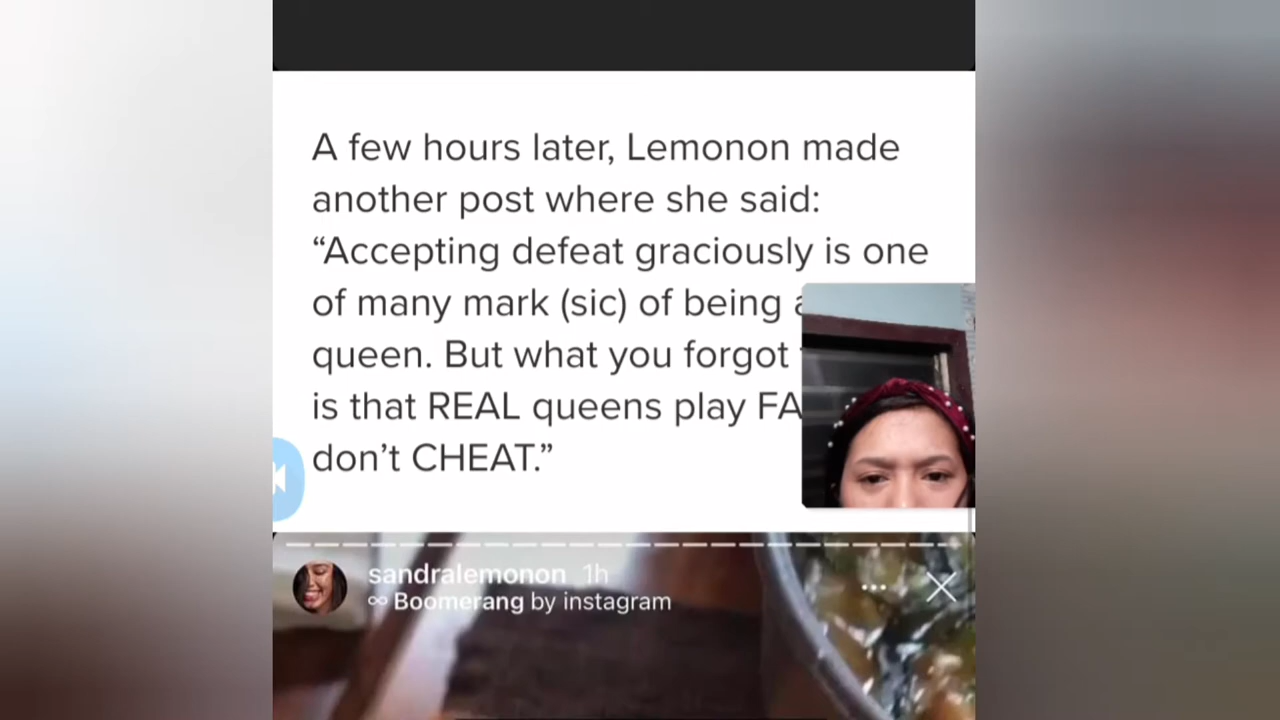 A few hours later, Lemonon made
another post where she said:
“Accepting defeat graciously is one
of many mark (sic) of being
queen. But what you forgot
is that REAL queens play
don’t CHEAT.”
sandralemonon 1h
∞ Boomerang by instagram